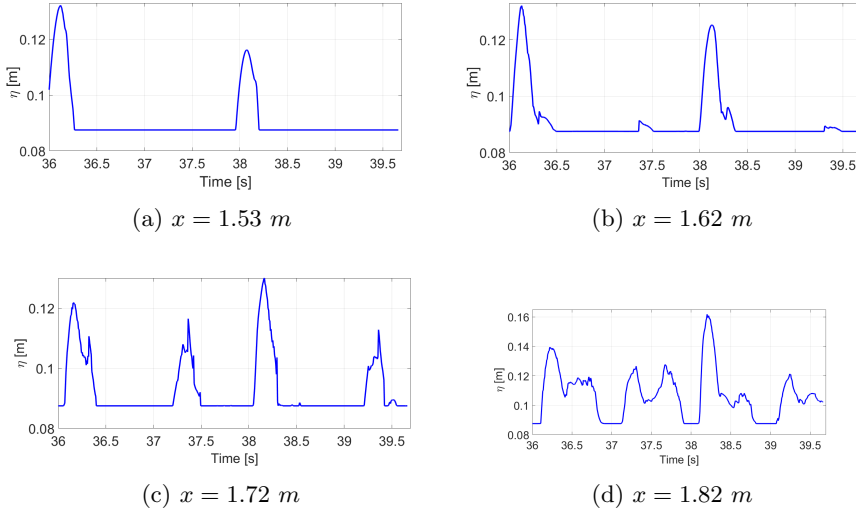 0.12
0.1
0.08
η [m]
36 36.5 37 37.5 38 38.5 39 39.5
Time [s]
(a) x = 1.53 m
0.12
0.1
0.08
η [m]
36 36.5 37 37.5 38 38.5 39 39.5
Time [s]
(b) x = 1.62 m
0.12
0.1
0.08
η [m]
36 36.5 37 37.5 38 38.5 39 39.5
Time [s]
(c) x = 1.72 m
0.16
0.14
0.12
0.1
0.08
η [m]
36 36.5 37 37.5 38 38.5 39 39.5
Time [s]
(d) x = 1.82 m